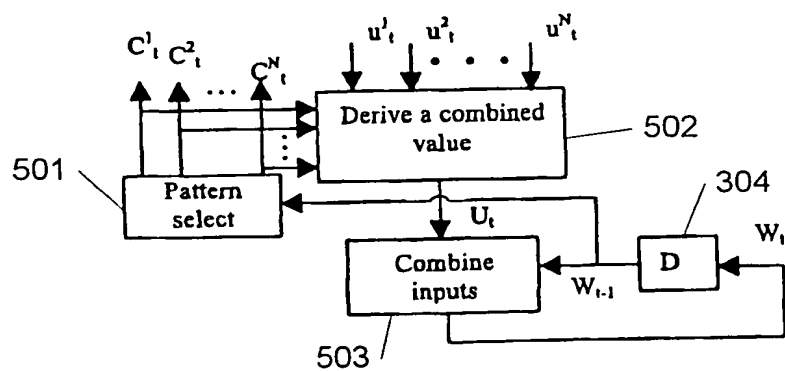 C¹ₜ C²ₜ ... Cᴺₜ
u¹ₜ u²ₜ • • • uᴺₜ
Derive a combined
value
502
501
Pattern
select
Uₜ
304
D
Wₜ
Wₜ₋₁
Combine
inputs
503